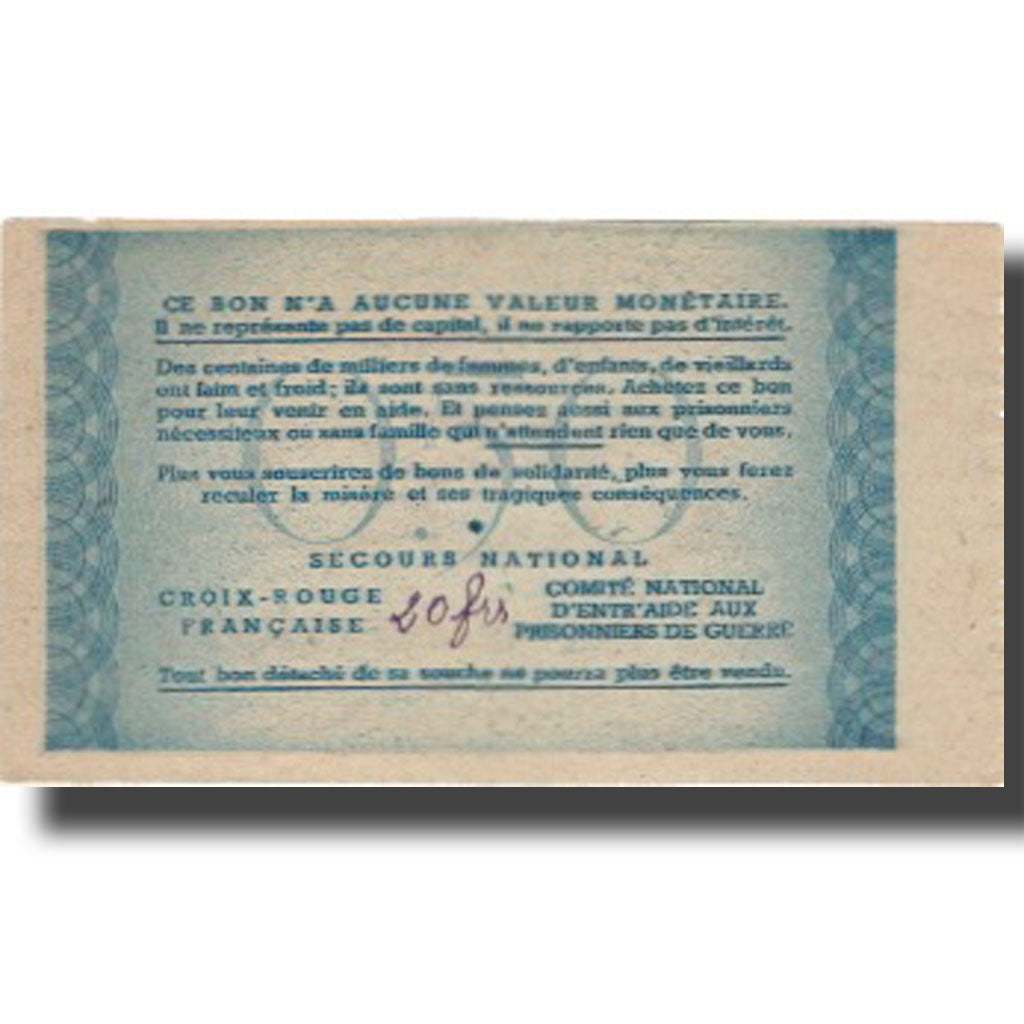 CE BON N'A AUCUNE VALEUR MONÉTAIRE.
Il ne représente pas de capital, il ne rapporte pas d'intérêt.
Des centaines de milliers de femmes, d'enfants, de vieillards
ont faim et froid ; ils sont sans ressources. Achetez ce bon
pour leur venir en aide. Et pensez aussi aux prisonniers
nécessiteux ou sans famille qui n'attendent rien que de vous.
Plus vous souscrirez de bons de solidarité, plus vous ferez
reculer la misère et ses tragiques conséquences.
0,50
SECOURS NATIONAL
CROIX-ROUGE
FRANÇAISE
20 frs
COMITÉ NATIONAL
D'ENTR'AIDE AUX
PRISONNIERS DE GUERRE
Tout bon détaché de sa souche ne pourra plus être vendu.